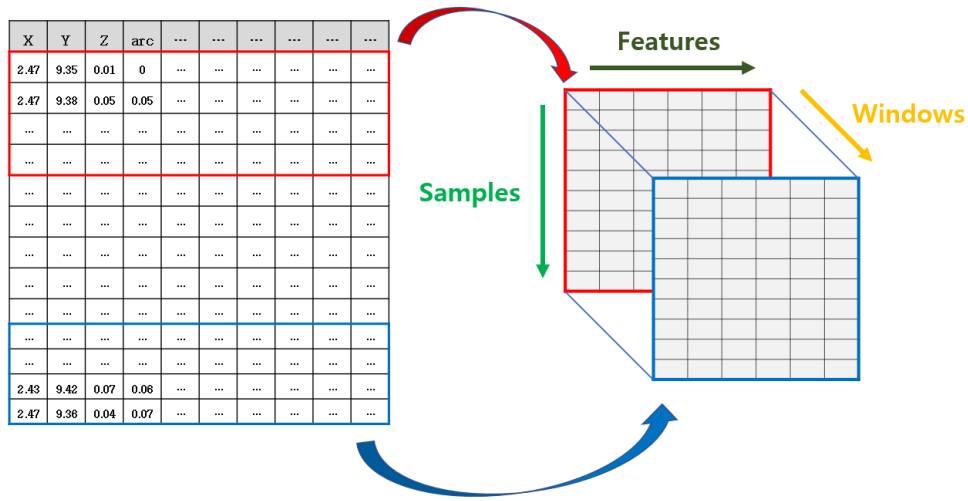 X Y Z arc ... ... ... ... ... ...
2.47 9.35 0.01 0 ... ... ... ... ... ...
2.47 9.38 0.05 0.05 ... ... ... ... ... ...
... ... ... ... ... ... ... ... ... ...
... ... ... ... ... ... ... ... ... ...
... ... ... ... ... ... ... ... ... ...
... ... ... ... ... ... ... ... ... ...
... ... ... ... ... ... ... ... ... ...
... ... ... ... ... ... ... ... ... ...
... ... ... ... ... ... ... ... ... ...
... ... ... ... ... ... ... ... ... ...
... ... ... ... ... ... ... ... ... ...
2.43 9.42 0.07 0.06 ... ... ... ... ... ...
2.47 9.36 0.04 0.07 ... ... ... ... ... ...
Features
Windows
Samples